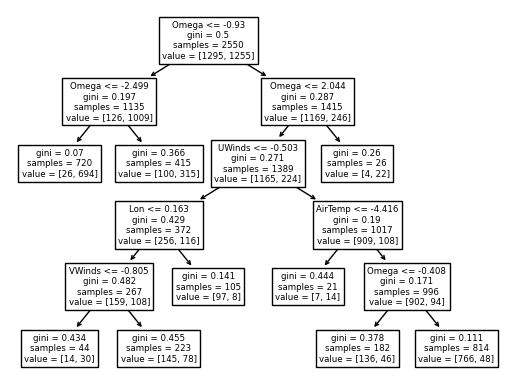 Omega <= -0.93
gini = 0.5
samples = 2550
value = [1295, 1255]
Omega <= -2.499
gini = 0.197
samples = 1135
value = [126, 1009]
Omega <= 2.044
gini = 0.287
samples = 1415
value = [1169, 246]
gini = 0.07
samples = 720
value = [26, 694]
gini = 0.366
samples = 415
value = [100, 315]
UWinds <= -0.503
gini = 0.271
samples = 1389
value = [1165, 224]
gini = 0.26
samples = 26
value = [4, 22]
Lon <= 0.163
gini = 0.429
samples = 372
value = [256, 116]
AirTemp <= -4.416
gini = 0.19
samples = 1017
value = [909, 108]
VWinds <= -0.805
gini = 0.482
samples = 267
value = [159, 108]
gini = 0.141
samples = 105
value = [97, 8]
gini = 0.444
samples = 21
value = [7, 14]
Omega <= -0.408
gini = 0.171
samples = 996
value = [902, 94]
gini = 0.434
samples = 44
value = [14, 30]
gini = 0.455
samples = 223
value = [145, 78]
gini = 0.378
samples = 182
value = [136, 46]
gini = 0.111
samples = 814
value = [766, 48]